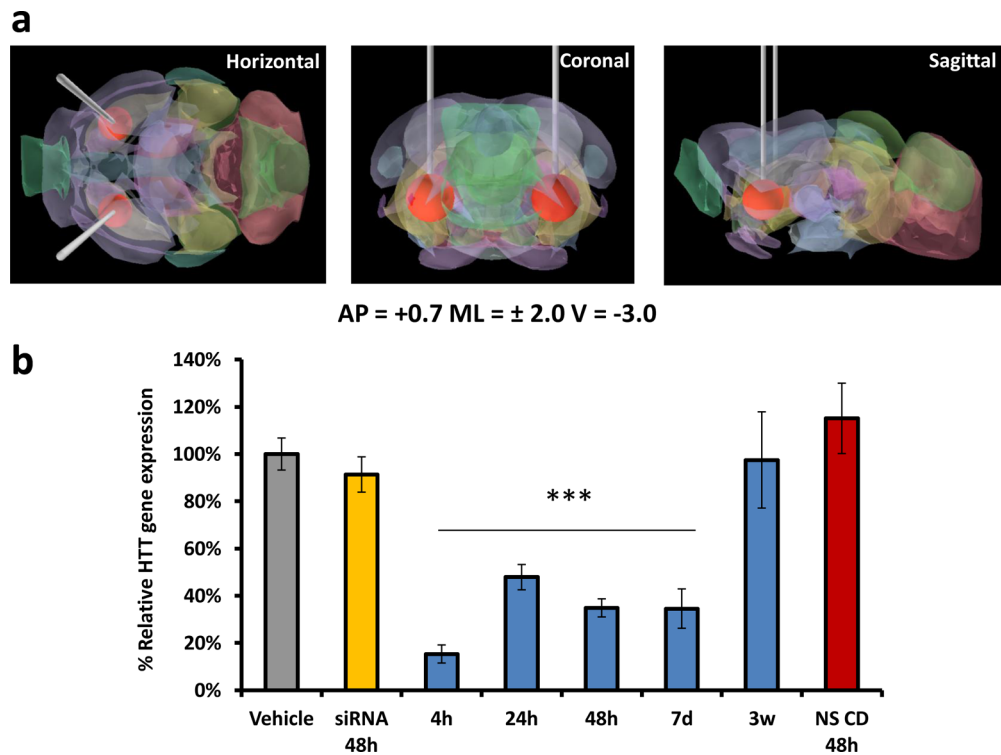 a
Horizontal
Coronal
Sagittal
AP = +0.7 ML = ± 2.0 V = -3.0
b
% Relative HTT gene expression
140%
120%
100%
80%
60%
40%
20%
0%
***
Vehicle
siRNA
48h
4h
24h
48h
7d
3w
NS CD
48h